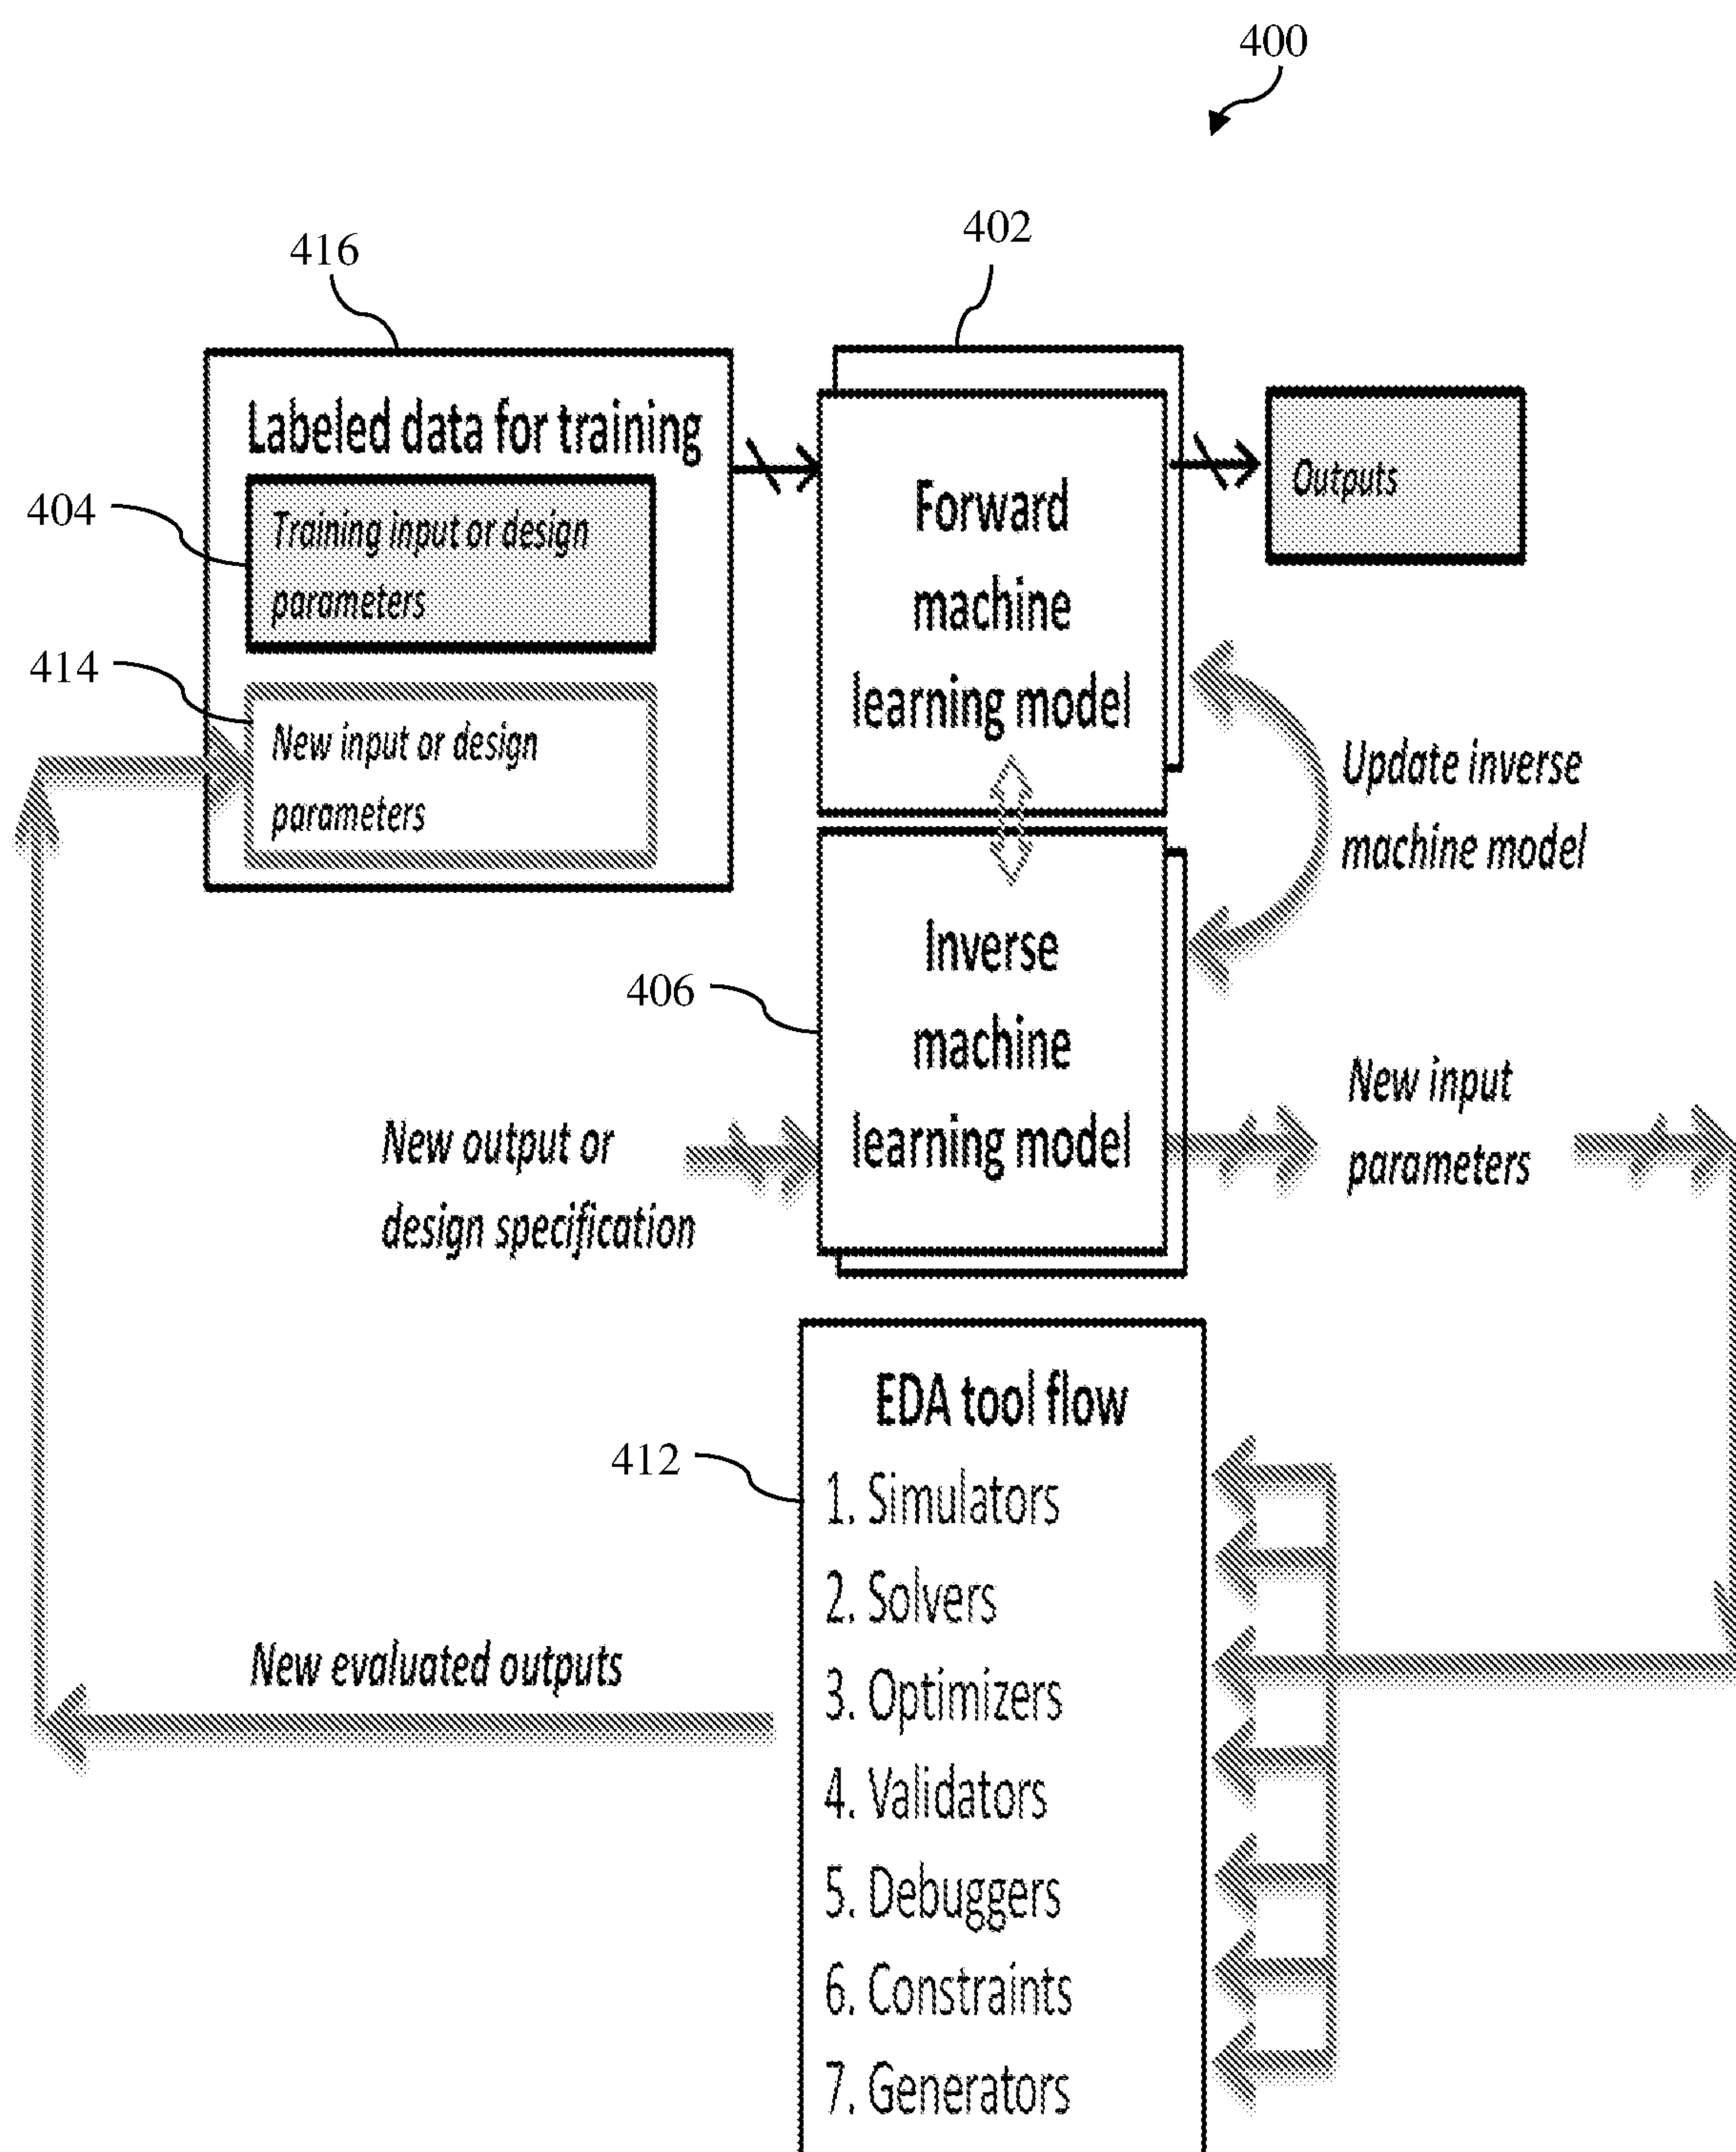 400
416
402
Labeled data for training
404
Training input or design
parameters
414
New input or design
parameters
Forward
machine
learning model
Outputs
Update inverse
machine model
406
Inverse
machine
learning model
New output or
design specification
New input
parameters
EDA tool flow
412
1. Simulators
2. Solvers
3. Optimizers
4. Validators
5. Debuggers
6. Constraints
7. Generators
New evaluated outputs